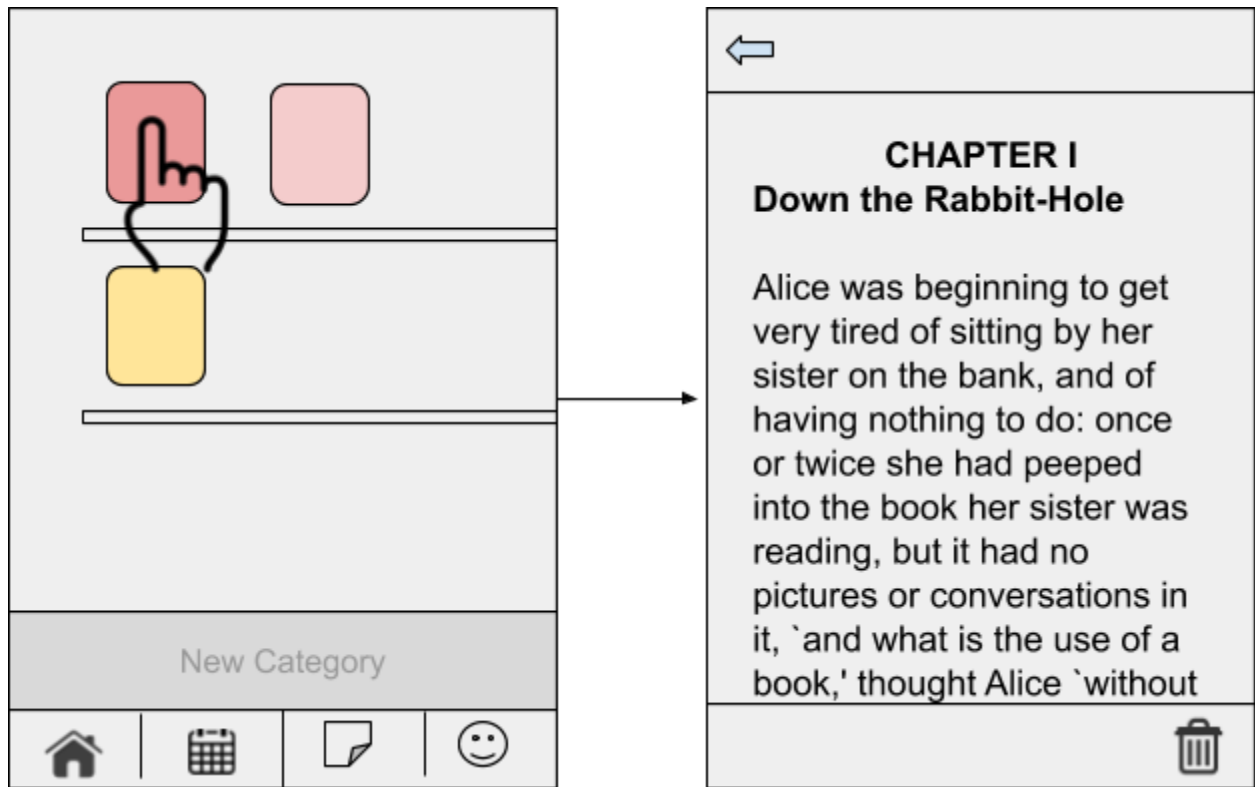 New Category
CHAPTER I
Down the Rabbit-Hole
Alice was beginning to get
very tired of sitting by her
sister on the bank, and of
having nothing to do: once
or twice she had peeped
into the book her sister was
reading, but it had no
pictures or conversations in
it, `and what is the use of a
book,' thought Alice `without